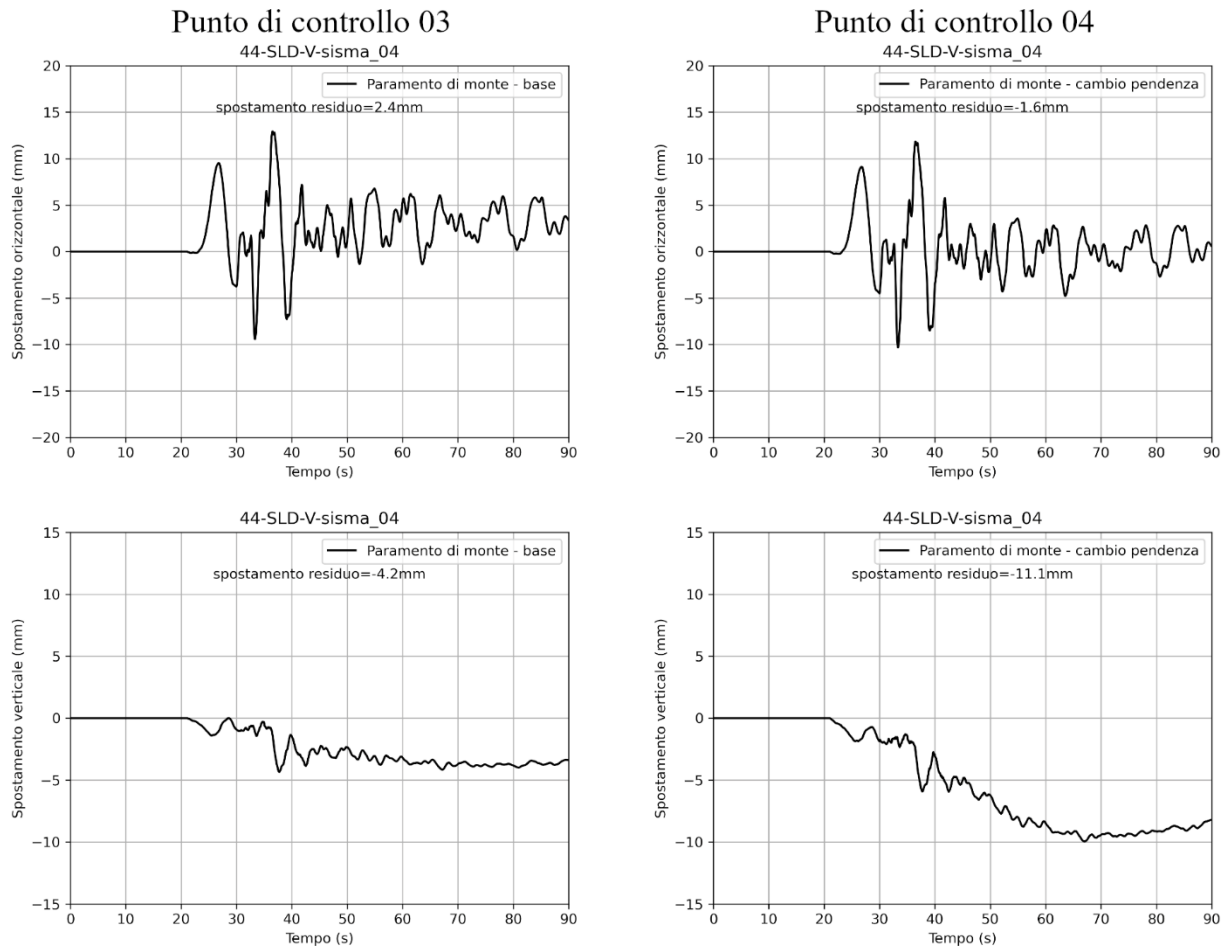 Punto di controllo 03
44-SLD-V-sisma_04
Paramento di monte - base
spostamento residuo=2.4mm
20
15
10
5
0
−5
−10
−15
−20
Spostamento orizzontale (mm)
0 10 20 30 40 50 60 70 80 90
Tempo (s)
Punto di controllo 04
44-SLD-V-sisma_04
Paramento di monte - cambio pendenza
spostamento residuo=-1.6mm
20
15
10
5
0
−5
−10
−15
−20
Spostamento orizzontale (mm)
0 10 20 30 40 50 60 70 80 90
Tempo (s)
44-SLD-V-sisma_04
Paramento di monte - base
spostamento residuo=-4.2mm
15
10
5
0
−5
−10
−15
Spostamento verticale (mm)
0 10 20 30 40 50 60 70 80 90
Tempo (s)
44-SLD-V-sisma_04
Paramento di monte - cambio pendenza
spostamento residuo=-11.1mm
15
10
5
0
−5
−10
−15
Spostamento verticale (mm)
0 10 20 30 40 50 60 70 80 90
Tempo (s)